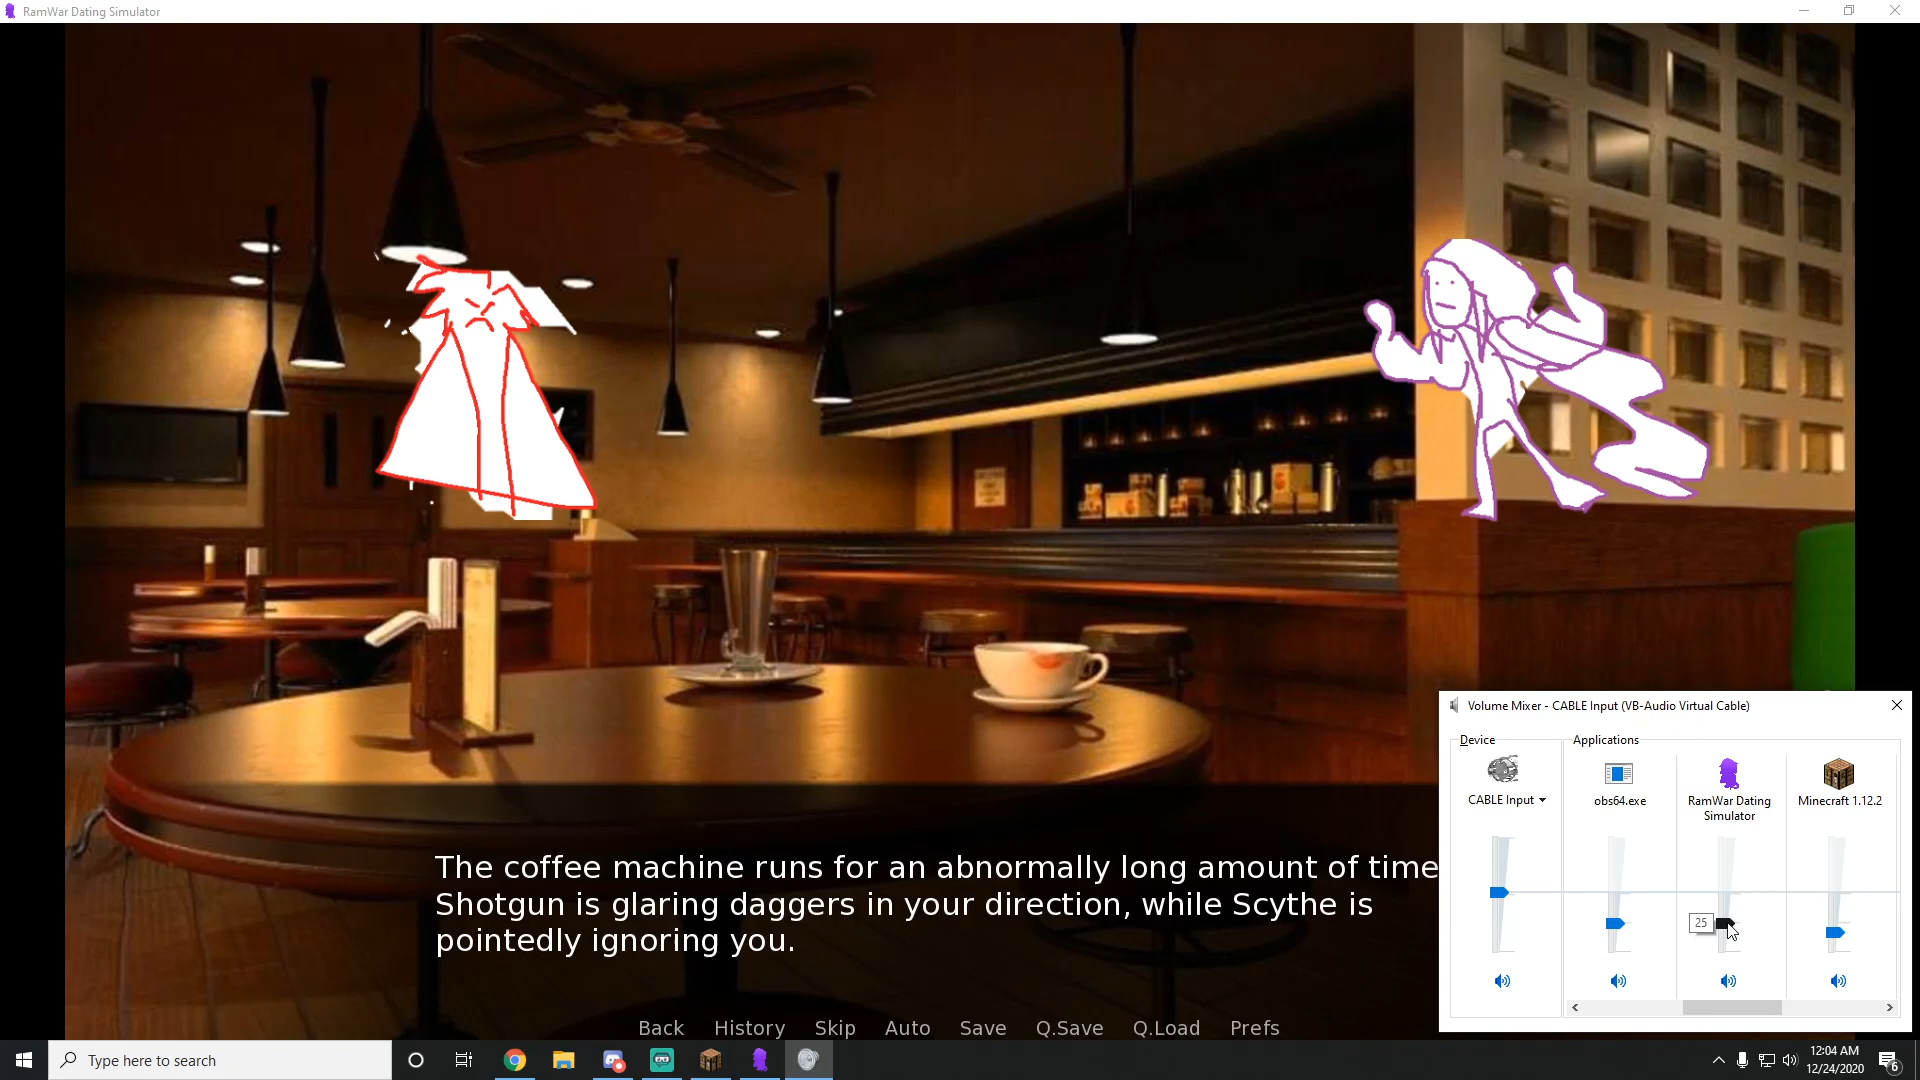 RamWar Dating Simulator
The coffee machine runs for an abnormally long amount of time
Shotgun is glaring daggers in your direction, while Scythe is
pointedly ignoring you.
Back History Skip Auto Save Q.Save Q.Load Prefs
Volume Mixer - CABLE Input (VB-Audio Virtual Cable)
Device
Applications
CABLE Input
obs64.exe
RamWar Dating
Simulator
Minecraft 1.12.2
25
Type here to search
12:04 AM
12/24/2020
6